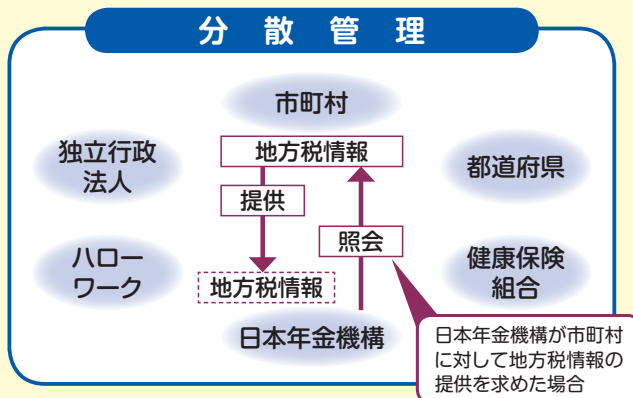 分散管理
市町村
独立行政
法人
地方税情報
都道府県
提供
照会
ハロー
ワーク
健康保険
組合
地方税情報
日本年金機構
日本年金機構が市町村
に対して地方税情報の
提供を求めた場合